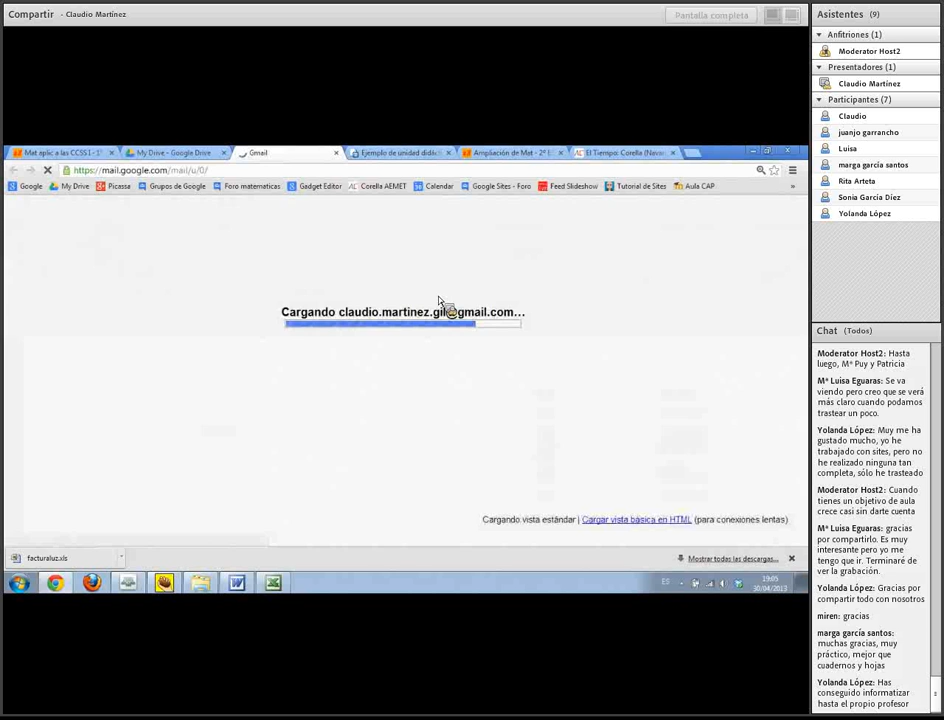 Compartir - Claudio Martínez
Pantalla completa
Mat aplic a las CCSS1 - 1º
My Drive - Google Drive
Gmail
Ejemplo de unidad didác
Ampliación de Mat - 2º
El Tiempo: Corella (Nava
https://mail.google.com/mail/u/0/
Google
My Drive
Picassa
Grupos de Google
Foro matematicas
Gadget Editor
Corella AEMET
Calendar
Google Sites - Foro
Feed Slideshow
Tutorial de Sites
Aula CAP
»
Cargando claudio.martinez.gil@gmail.com...
Cargando vista estándar | Cargar vista básica en HTML (para conexiones lentas)
facturaluz.xls
Mostrar todas las descargas...
ES
19:05
30/04/2013
Asistentes (9)
Anfitriones (1)
Moderator Host2
Presentadores (1)
Claudio Martínez
Participantes (7)
Claudio
juanjo garrancho
Luisa
marga garcía santos
Rita Arteta
Sonia García Díez
Yolanda López
Chat (Todos)
Moderator Host2: Hasta
luego, Mª Puy y Patricia
Mª Luisa Eguaras: Se va
viendo pero creo que se verá
más claro cuando podamos
trastear un poco.
Yolanda López: Muy me ha
gustado mucho, yo he
trabajado con sites, pero no
he realizado ninguna tan
completa, sólo he trasteado
Moderator Host2: Cuando
tienes un objetivo de aula
crece casi sin darte cuenta
Mª Luisa Eguaras: gracias
por compartirlo. Es muy
interesante pero yo me
tengo que ir. Terminaré de
ver la grabación.
Yolanda López: Gracias por
compartir todo con nosotros
miren: gracias
marga garcía santos:
muchas gracias, muy
práctico, mejor que
cuadernos y hojas
Yolanda López: Has
conseguido informatizar
hasta el propio profesor